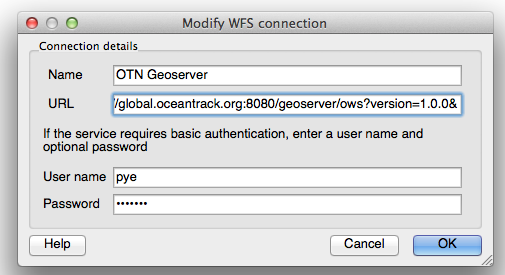 Modify WFS connection
Connection details
Name OTN Geoserver
URL /global.oceantrack.org:8080/geoserver/ows?version=1.0.0&
If the service requires basic authentication, enter a user name and
optional password
User name pye
Password •••••••
Help Cancel OK